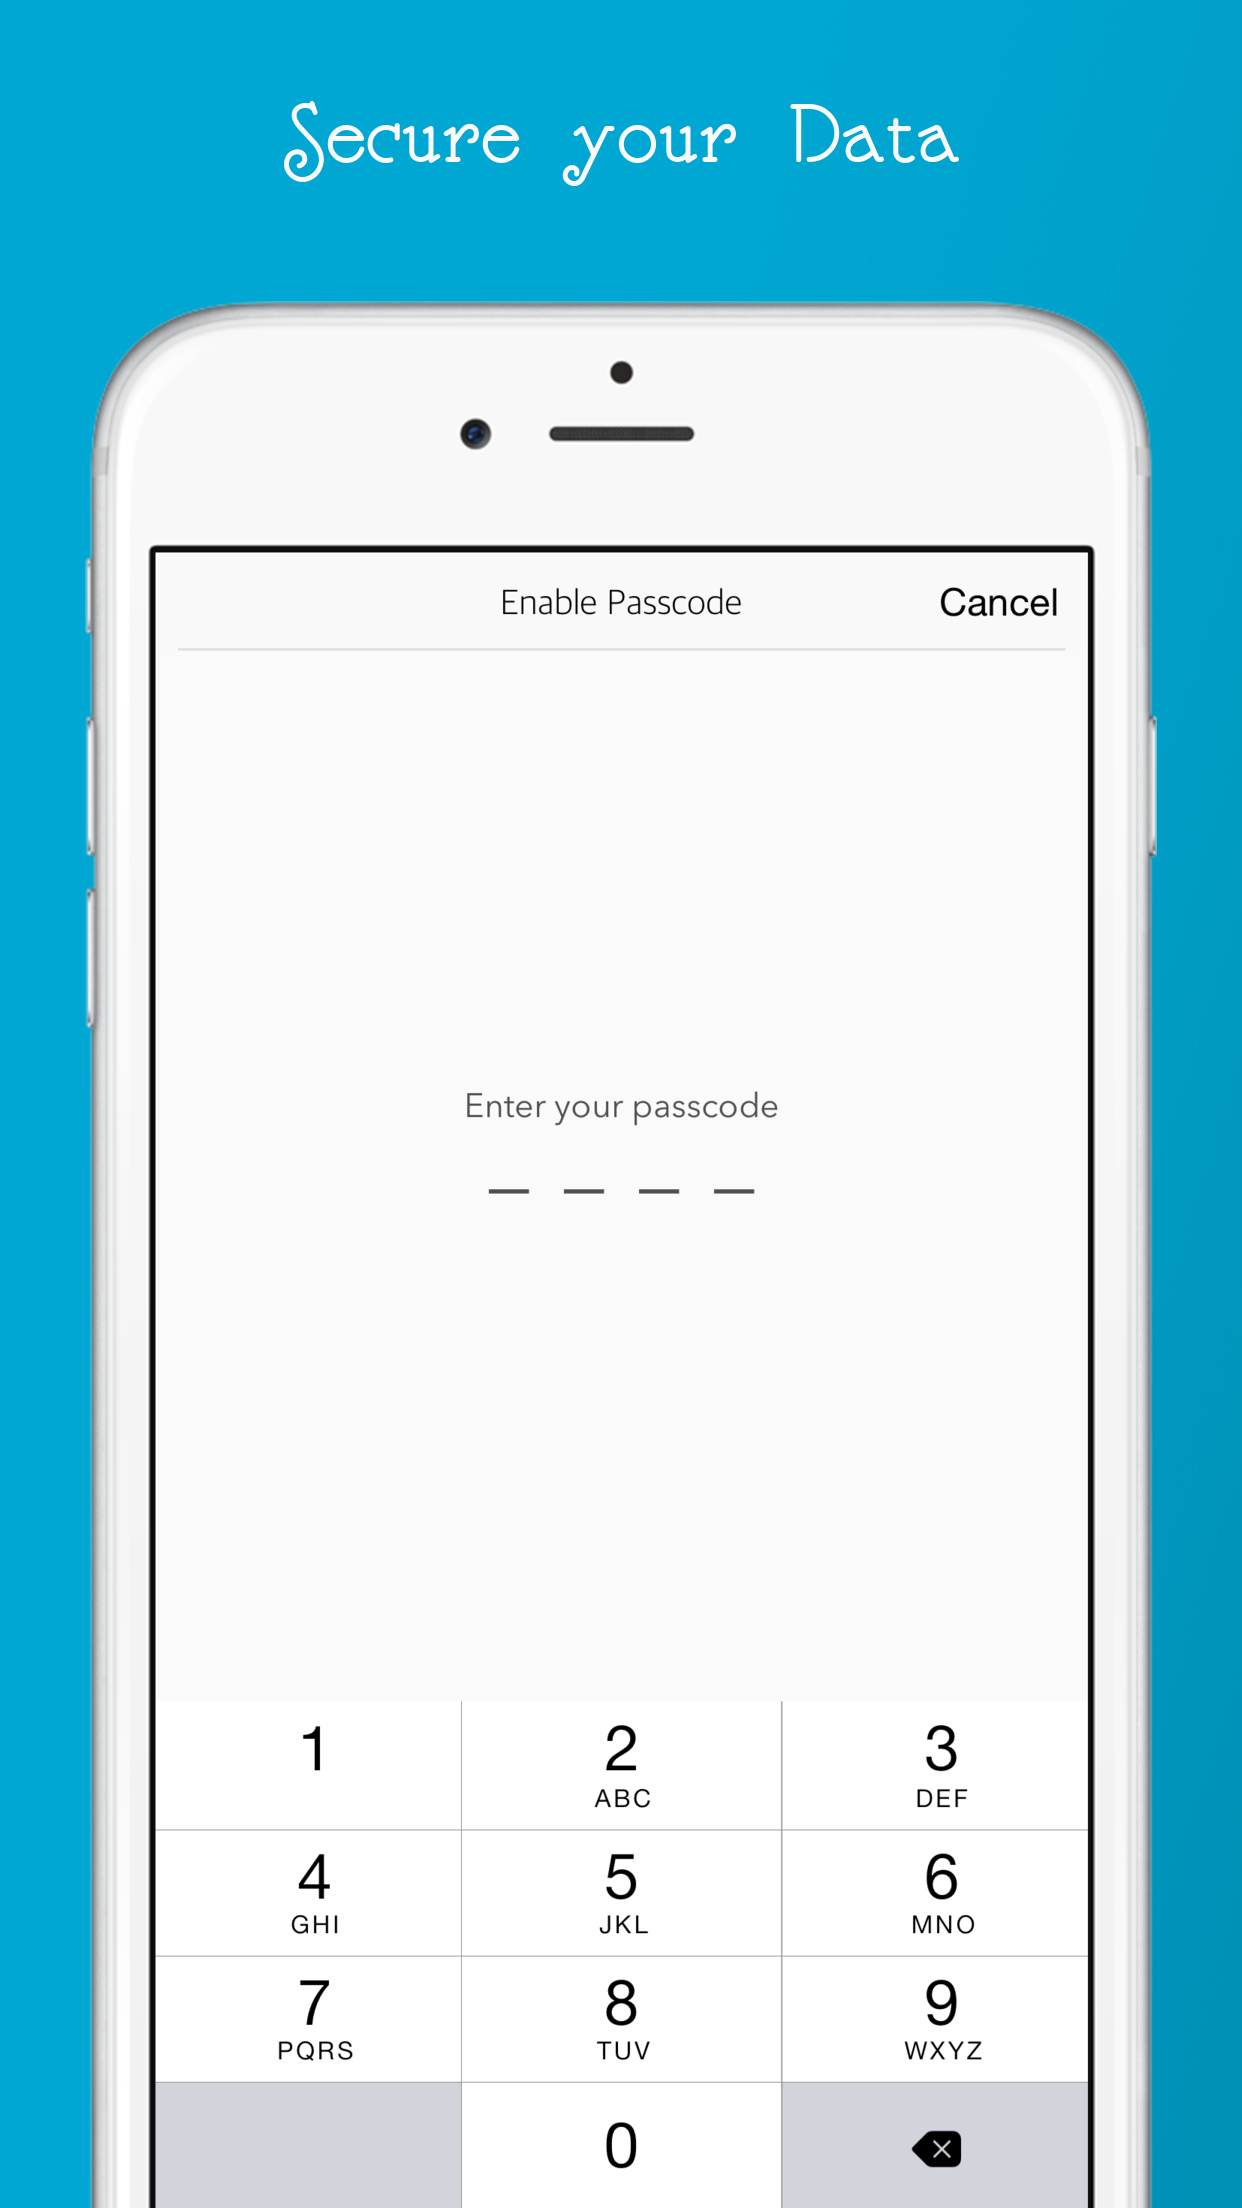 Secure your Data
Enable Passcode Cancel
Enter your passcode
1 2 3
ABC DEF
4 5 6
GHI JKL MNO
7 8 9
PQRS TUV WXYZ
0